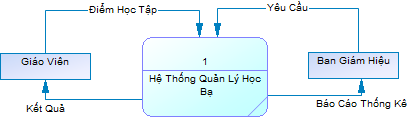 Điểm Học Tập
Yêu Cầu
Giáo Viên
1
Hệ Thống Quản Lý Học
Bạ
Ban Giám Hiệu
Kết Quả
Báo Cáo Thống Kê